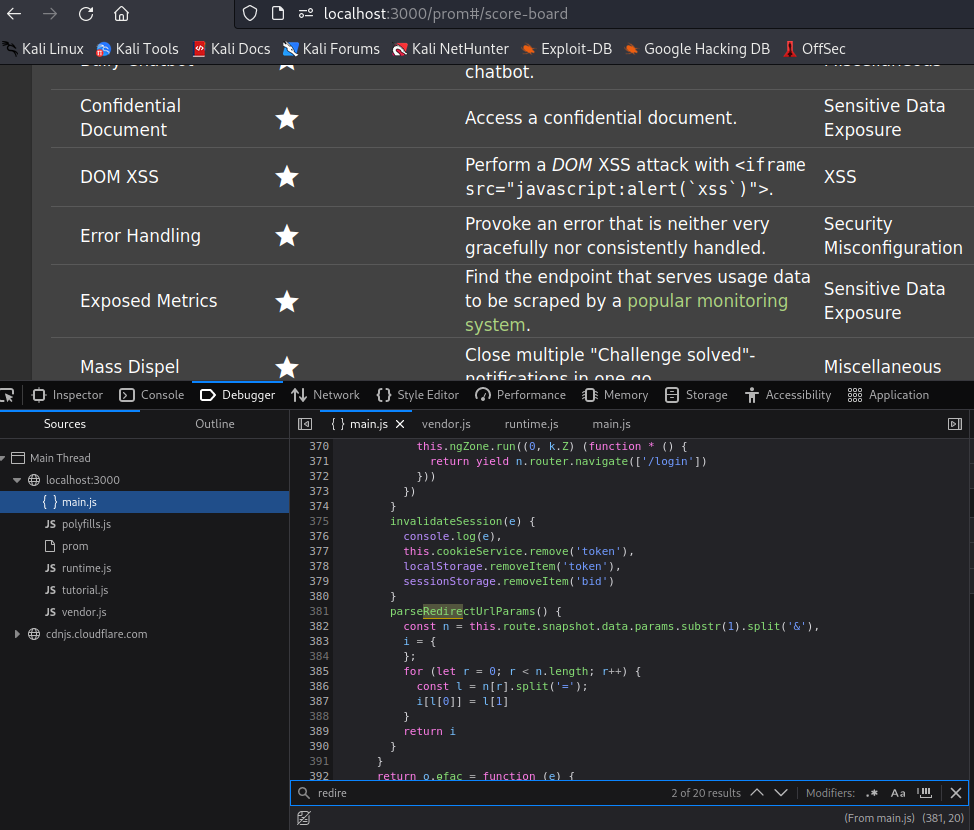 localhost:3000/prom#/score-board
Kali Linux Kali Tools Kali Docs Kali Forums Kali NetHunter Exploit-DB Google Hacking DB OffSec
chatbot. Miscellaneous
Confidential Document Access a confidential document. Sensitive Data Exposure
DOM XSS Perform a DOM XSS attack with <iframe src="javascript:alert(`xss`)">. XSS
Error Handling Provoke an error that is neither very gracefully nor consistently handled. Security Misconfiguration
Exposed Metrics Find the endpoint that serves usage data to be scraped by a popular monitoring system. Sensitive Data Exposure
Mass Dispel Close multiple "Challenge solved"-notifications in one go. Miscellaneous
Inspector Console Debugger Network Style Editor Performance Memory Storage Accessibility Application
Sources Outline { } main.js vendor.js runtime.js main.js
Main Thread
localhost:3000
{ } main.js
JS polyfills.js
prom
JS runtime.js
JS tutorial.js
JS vendor.js
cdnjs.cloudflare.com
370 this.ngZone.run((0, k.Z) (function * () {
371 return yield n.router.navigate(['/login'])
372 }))
373 })
374 }
375 invalidateSession(e) {
376 console.log(e),
377 this.cookieService.remove('token'),
378 localStorage.removeItem('token'),
379 sessionStorage.removeItem('bid')
380 }
381 parseRedirectUrlParams() {
382 const n = this.route.snapshot.data.params.substr(1).split('&'),
383 i = {
384 };
385 for (let r = 0; r < n.length; r++) {
386 const l = n[r].split('=');
387 i[l[0]] = l[1]
388 }
389 return i
390 }
391 }
392 return o.ɵfac = function (e) {
redire 2 of 20 results Modifiers: .* Aa
(From main.js) (381, 20)